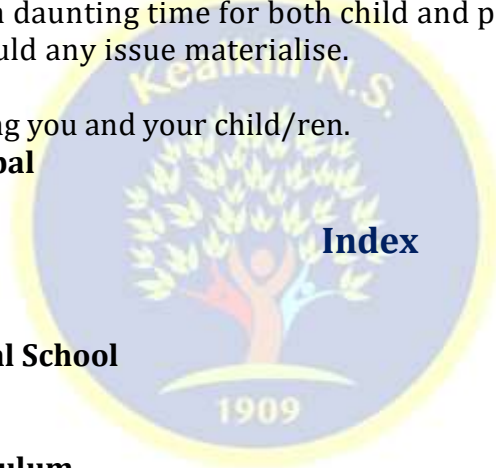 daunting time for both child and p
uld any issue materialise.
Kealkill N.S.
ng you and your child/ren.
pal
Index
al School
1909
ulum